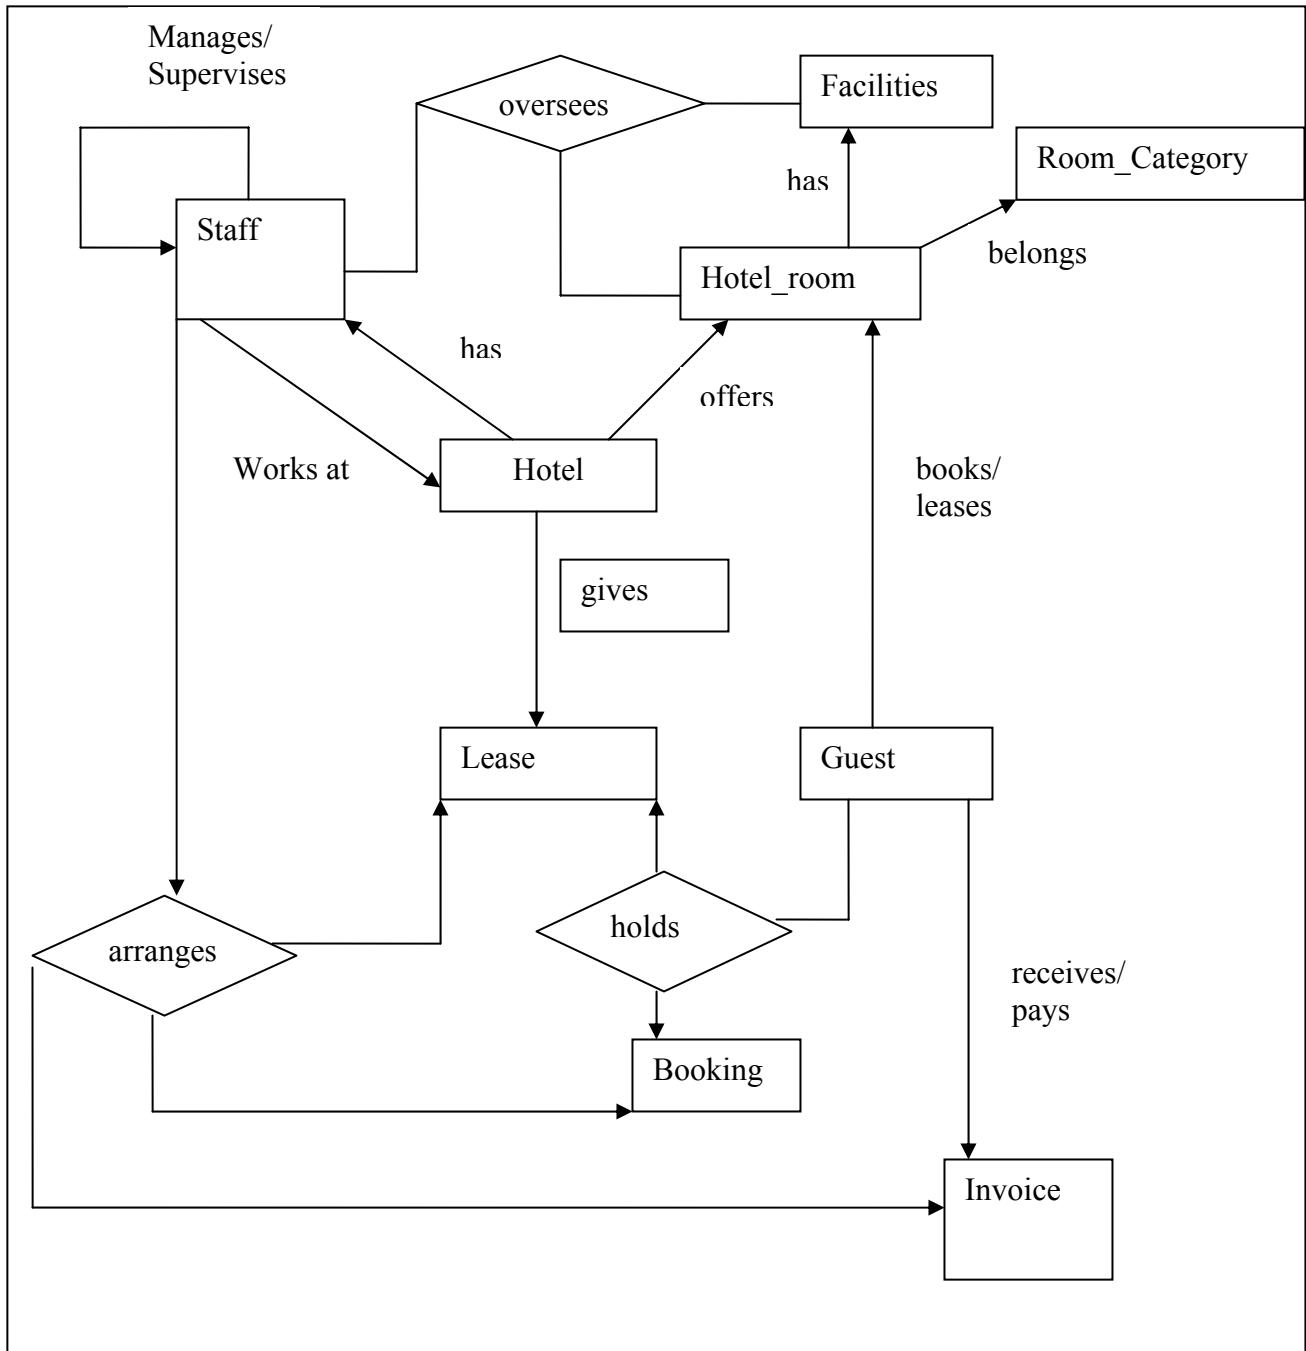 Manages/
Supervises
oversees
Facilities
Room_Category
has
Staff
belongs
Hotel_room
has
offers
Works at
Hotel
books/
leases
gives
Lease
Guest
holds
arranges
receives/
pays
Booking
Invoice